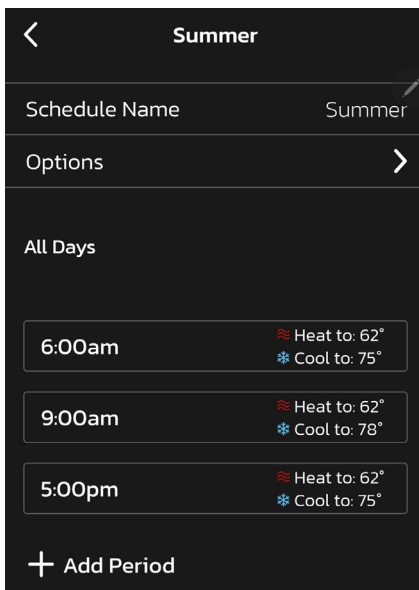 Summer
Schedule Name Summer
Options
All Days
6:00am Heat to: 62°
Cool to: 75°
9:00am Heat to: 62°
Cool to: 78°
5:00pm Heat to: 62°
Cool to: 75°
Add Period